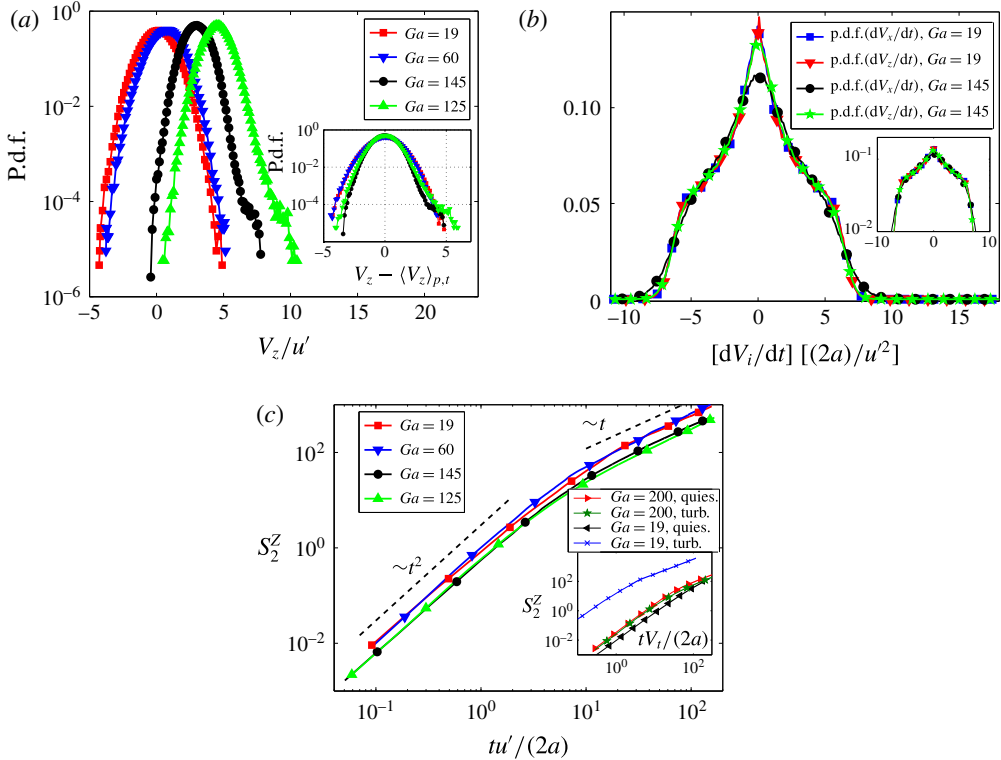 (a)
10^0
10^−2
10^−4
10^−6
P.d.f.
−5
0
5
10
15
20
V_z/u′
Ga = 19
Ga = 60
Ga = 145
Ga = 125
P.d.f.
10^0
10^−2
10^−4
−5
0
5
V_z − ⟨V_z⟩_{p,t}
(b)
0.10
0.05
0
−10
−5
0
5
10
15
[dV_i/dt] [(2a)/u′^2]
p.d.f.(dV_x/dt), Ga = 19
p.d.f.(dV_z/dt), Ga = 19
p.d.f.(dV_x/dt), Ga = 145
p.d.f.(dV_z/dt), Ga = 145
10^−1
10^−2
−10
0
10
(c)
Ga = 19
Ga = 60
Ga = 145
Ga = 125
10^2
10^0
10^−2
S_2^Z
∼t^2
∼t
10^−1
10^0
10^1
10^2
tu′/(2a)
Ga = 200, quies.
Ga = 200, turb.
Ga = 19, quies.
Ga = 19, turb.
S_2^Z
10^2
10^0
10^−2
tV_t/(2a)
10^0
10^2